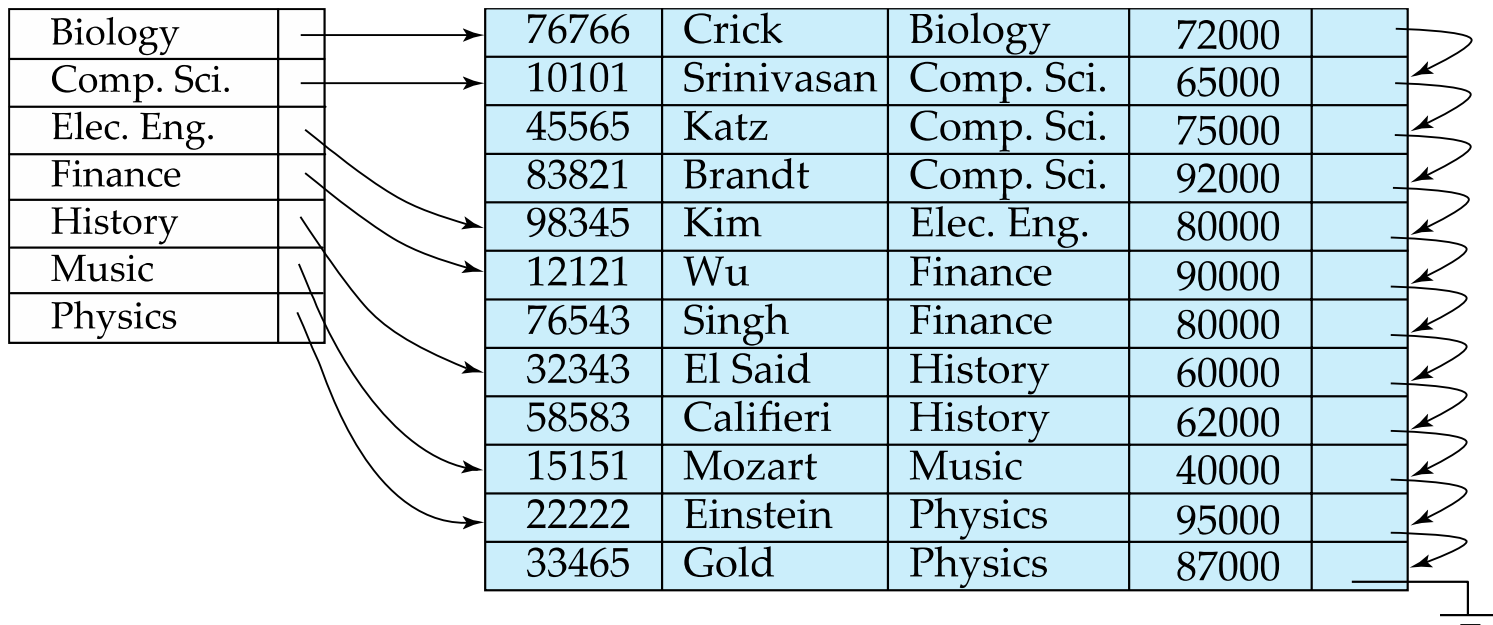 Biology
Comp. Sci.
Elec. Eng.
Finance
History
Music
Physics
76766 Crick Biology 72000
10101 Srinivasan Comp. Sci. 65000
45565 Katz Comp. Sci. 75000
83821 Brandt Comp. Sci. 92000
98345 Kim Elec. Eng. 80000
12121 Wu Finance 90000
76543 Singh Finance 80000
32343 El Said History 60000
58583 Califieri History 62000
15151 Mozart Music 40000
22222 Einstein Physics 95000
33465 Gold Physics 87000